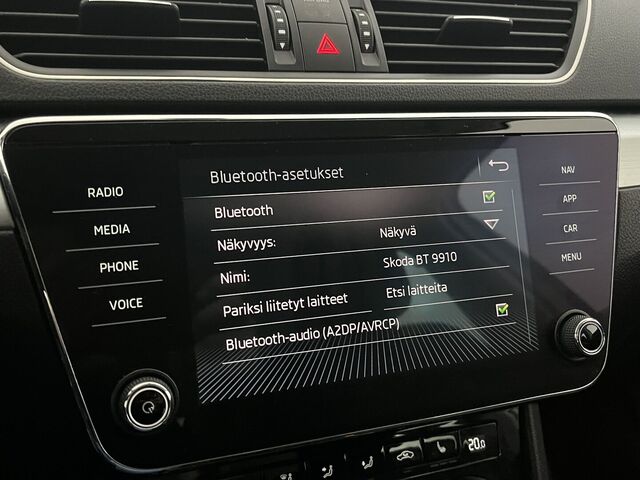 Bluetooth-asetukset
RADIO
MEDIA
PHONE
VOICE
Bluetooth
Näkyvyys: Näkyvä
Nimi: Skoda BT 9910
Pariksi liitetyt laitteet Etsi laitteita
Bluetooth-audio (A2DP/AVRCP)
NAV
APP
CAR
MENU
20.0